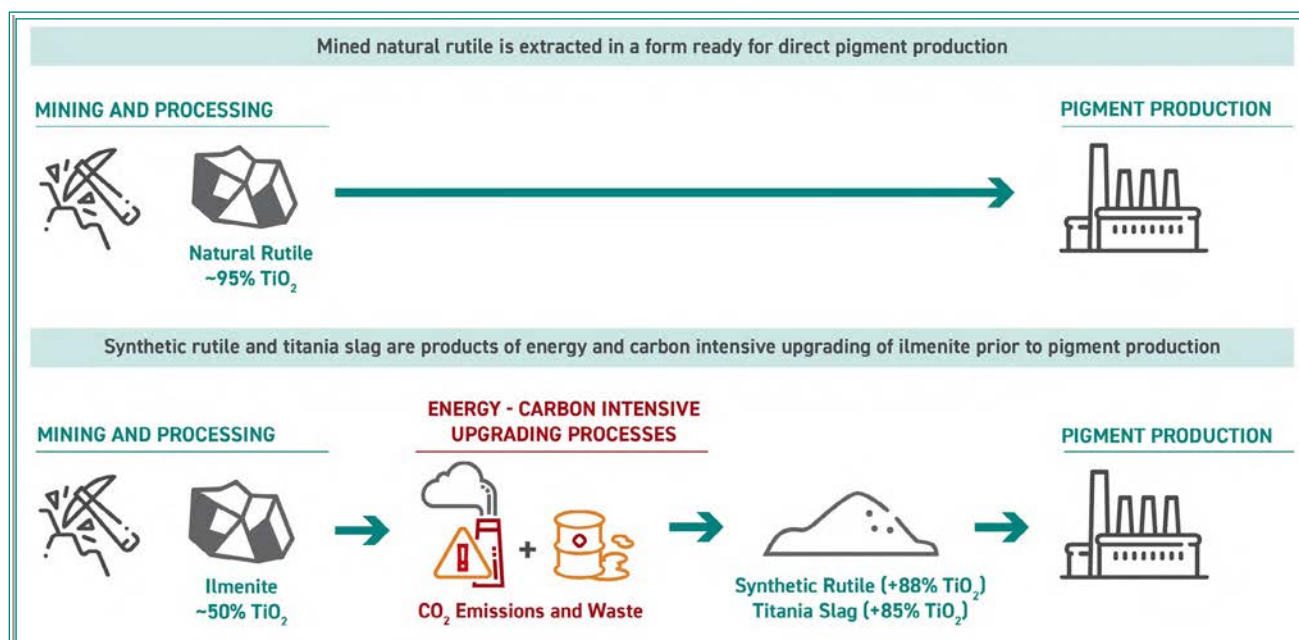 Mined natural rutile is extracted in a form ready for direct pigment production
MINING AND PROCESSING
PIGMENT PRODUCTION
Natural Rutile
~95% TiO₂
Synthetic rutile and titania slag are products of energy and carbon intensive upgrading of ilmenite prior to pigment production
MINING AND PROCESSING
ENERGY - CARBON INTENSIVE
UPGRADING PROCESSES
PIGMENT PRODUCTION
Ilmenite
~50% TiO₂
+
CO₂ Emissions and Waste
Synthetic Rutile (+88% TiO₂)
Titania Slag (+85% TiO₂)